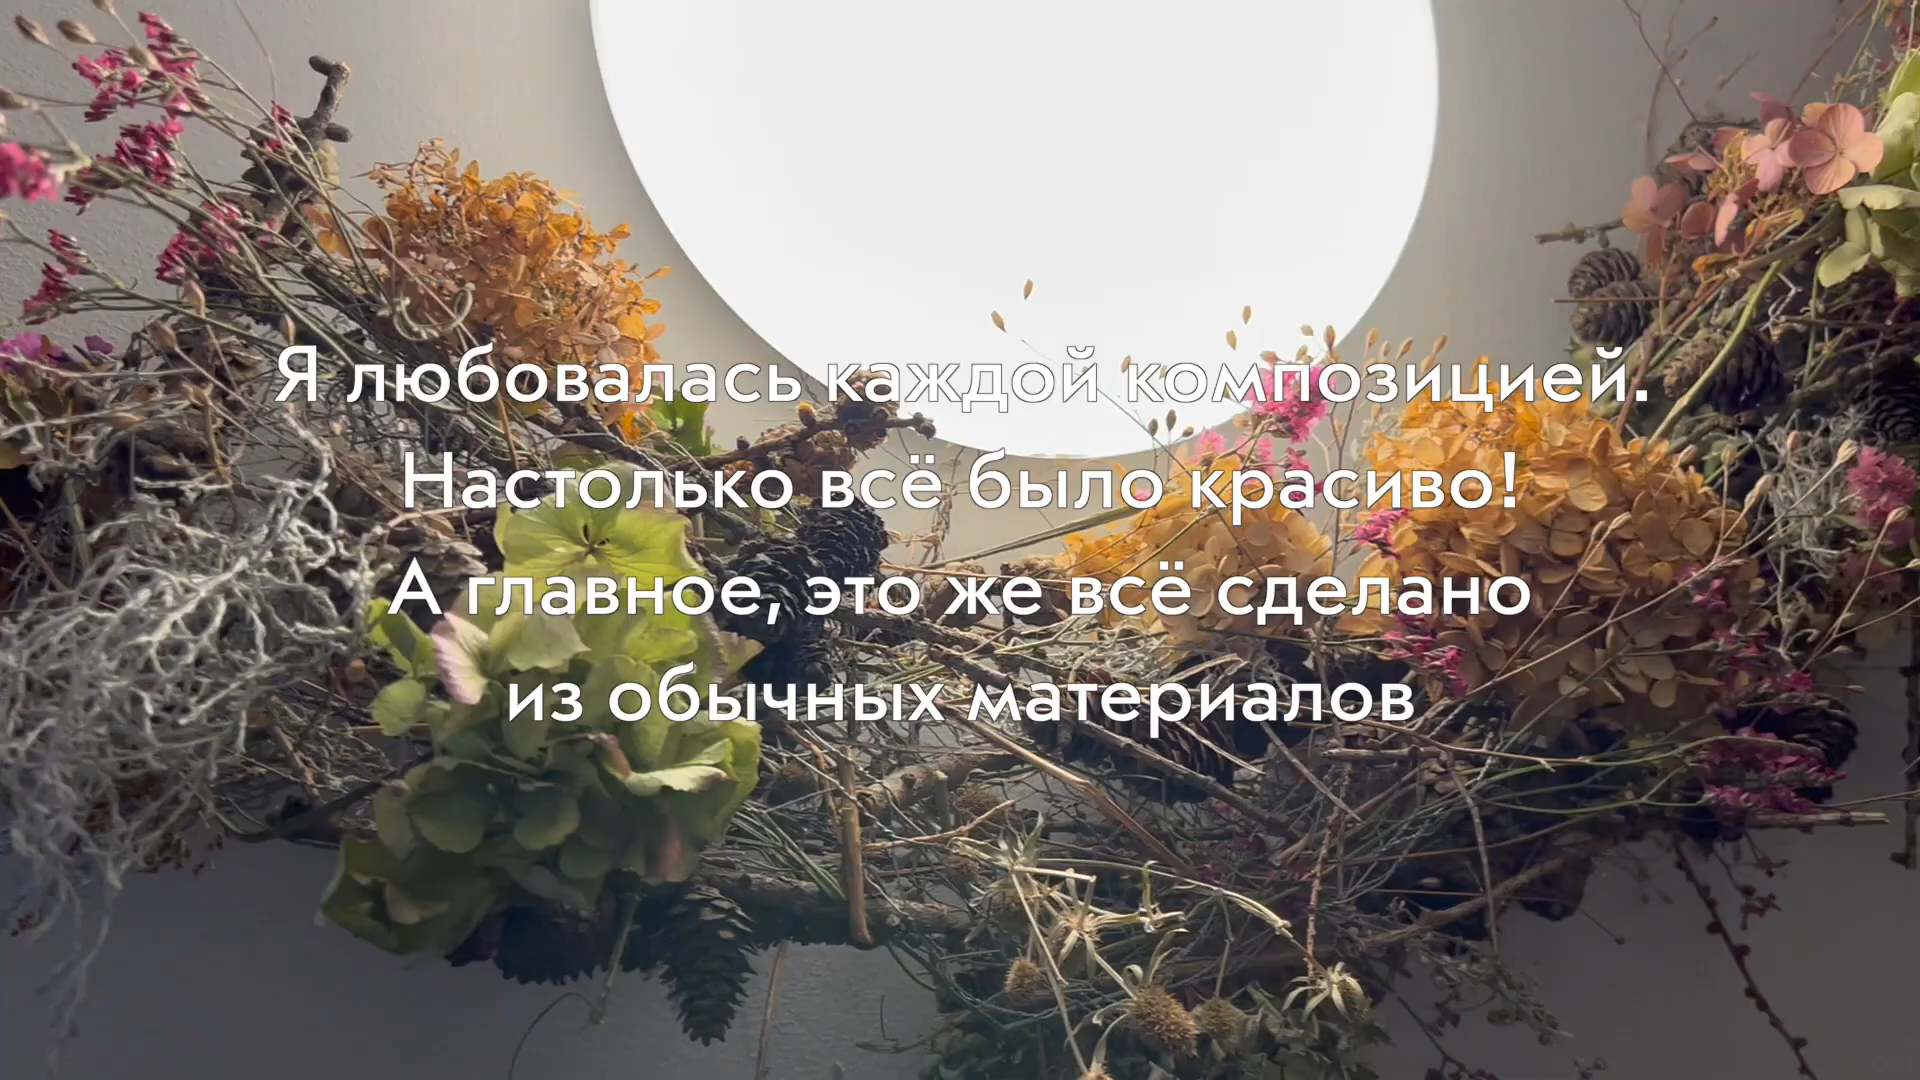 Я любовалась каждой композицией.
Настолько всё было красиво!
А главное, это же всё сделано
из обычных материалов